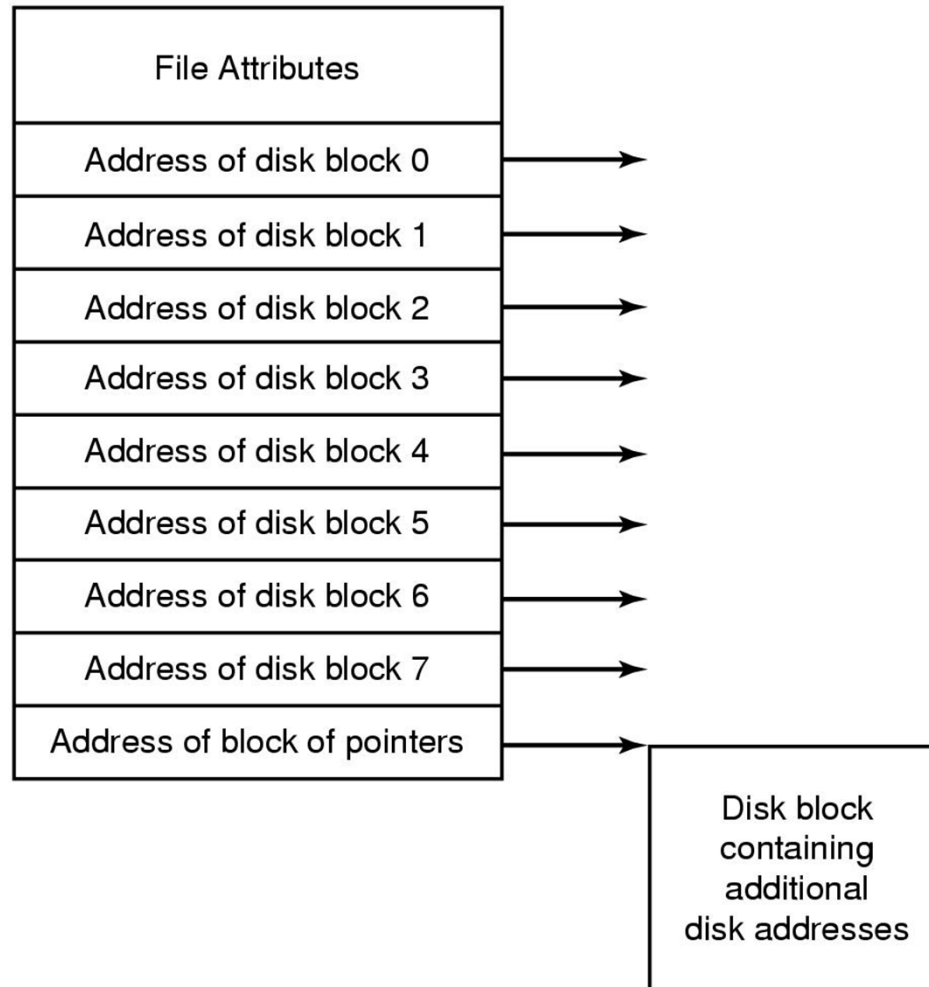 File Attributes
Address of disk block 0
Address of disk block 1
Address of disk block 2
Address of disk block 3
Address of disk block 4
Address of disk block 5
Address of disk block 6
Address of disk block 7
Address of block of pointers
Disk block
containing
additional
disk addresses